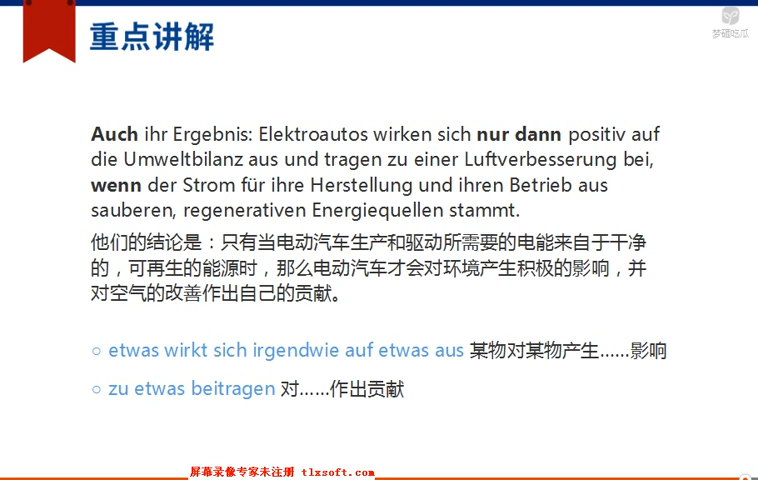 重点讲解
梦砸吃瓜
Auch ihr Ergebnis: Elektroautos wirken sich nur dann positiv auf
die Umweltbilanz aus und tragen zu einer Luftverbesserung bei,
wenn der Strom für ihre Herstellung und ihren Betrieb aus
sauberen, regenerativen Energiequellen stammt.
他们的结论是：只有当电动汽车生产和驱动所需要的电能来自于干净
的，可再生的能源时，那么电动汽车才会对环境产生积极的影响，并
对空气的改善作出自己的贡献。
○ etwas wirkt sich irgendwie auf etwas aus 某物对某物产生……影响
○ zu etwas beitragen 对……作出贡献
屏幕录像专家未注册 tlxsoft.com